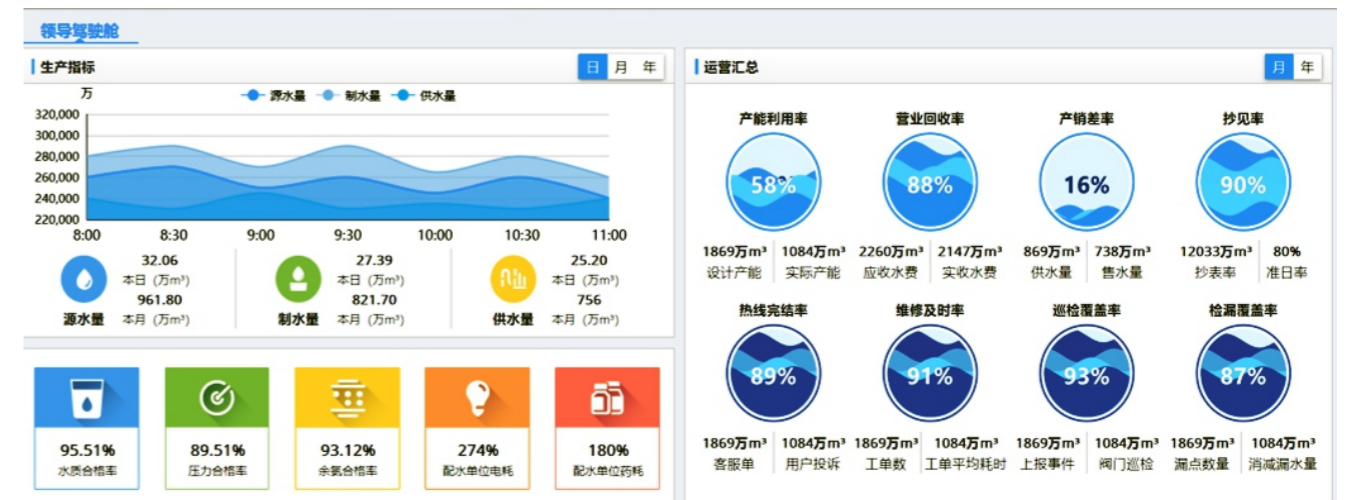 领导驾驶舱
生产指标
日 月 年
万
源水量 制水量 供水量
320,000
300,000
280,000
260,000
240,000
220,000
8:00 8:30 9:00 9:30 10:00 10:30 11:00
32.06
本日（万m³）
961.80
源水量 本月（万m³）
27.39
本日（万m³）
821.70
制水量 本月（万m³）
25.20
本日（万m³）
756
供水量 本月（万m³）
95.51%
水质合格率
89.51%
压力合格率
93.12%
余氯合格率
274%
配水单位电耗
180%
配水单位药耗
运营汇总
月 年
产能利用率 营业回收率 产销差率 抄见率
58% 88% 16% 90%
1869万m³ 1084万m³ 2260万m³ 2147万m³ 869万m³ 738万m³ 12033万m³ 80%
设计产能 实际产能 应收水费 实收水费 供水量 售水量 抄表率 准日率
热线完结率 维修及时率 巡检覆盖率 检漏覆盖率
89% 91% 93% 87%
1869万m³ 1084万m³ 1869万m³ 1084万m³ 1869万m³ 1084万m³ 1869万m³ 1084万m³
客服单 用户投诉 工单数 工单平均耗时 上报事件 阀门巡检 漏点数量 消减漏水量